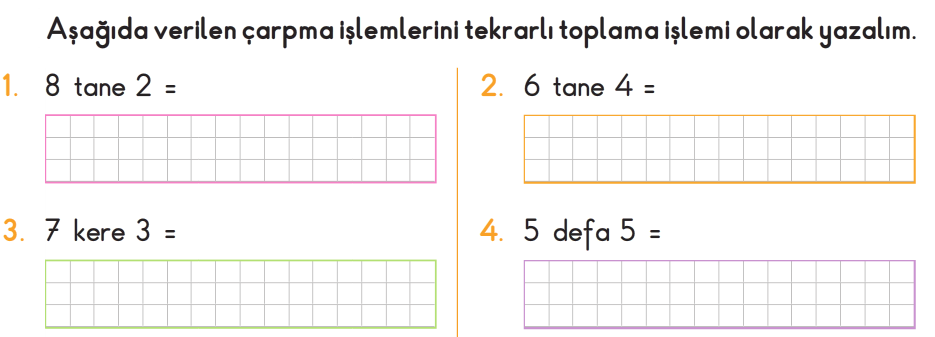 Aşağıda verilen çarpma işlemlerini tekrarlı toplama işlemi olarak yazalım.
1. 8 tane 2 =
2. 6 tane 4 =
3. 7 kere 3 =
4. 5 defa 5 =